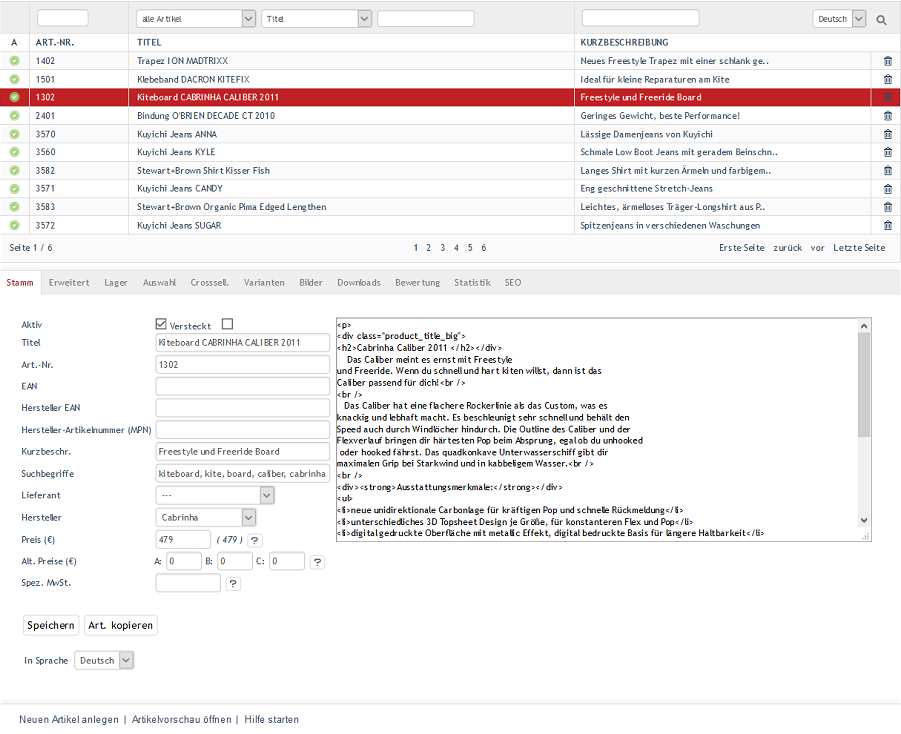 alle Artikel Titel Deutsch
A ART.-NR. TITEL KURZBESCHREIBUNG
1402 Trapez ION MADTRIXX Neues Freestyle Trapez mit einer schlank ge..
1501 Klebeband DACRON KITEFIX Ideal für kleine Reparaturen am Kite
1302 Kiteboard CABRINHA CALIBER 2011 Freestyle und Freeride Board
2401 Bindung O'BRIEN DECADE CT 2010 Geringes Gewicht, beste Performance!
3570 Kuyichi Jeans ANNA Lässige Damenjeans von Kuyichi
3560 Kuyichi Jeans KYLE Schmale Low Boot Jeans mit geradem Beinschn..
3582 Stewart+Brown Shirt Kisser Fish Langes Shirt mit kurzen Ärmeln und farbigem..
3571 Kuyichi Jeans CANDY Eng geschnittene Stretch-Jeans
3583 Stewart+Brown Organic Pima Edged Lengthen Leichtes, ärmelloses Träger-Longshirt aus P..
3572 Kuyichi Jeans SUGAR Spitzenjeans in verschiedenen Waschungen
Seite 1 / 6 1 2 3 4 5 6 Erste Seite zurück vor Letzte Seite
Stamm Erweitert Lager Auswahl Crosssell. Varianten Bilder Downloads Bewertung Statistik SEO
Aktiv Versteckt
Titel Kiteboard CABRINHA CALIBER 2011
Art.-Nr. 1302
EAN
Hersteller EAN
Hersteller-Artikelnummer (MPN)
Kurzbeschr. Freestyle und Freeride Board
Suchbegriffe kiteboard, kite, board, caliber, cabrinha
Lieferant ---
Hersteller Cabrinha
Preis (€) 479 ( 479 ) ?
Alt. Preise (€) A: 0 B: 0 C: 0 ?
Spez. MwSt. ?
<p>
<div class="product_title_big">
<h2>Cabrinha Caliber 2011 </h2></div>
Das Caliber meint es ernst mit Freestyle
und Freeride. Wenn du schnell und hart kiten willst, dann ist das
Caliber passend für dich!<br />
<br />
Das Caliber hat eine flachere Rockerlinie als das Custom, was es
knackig und lebhaft macht. Es beschleunigt sehr schnell und behält den
Speed auch durch Windlöcher hindurch. Die Outline des Caliber und der
Flexverlauf bringen dir härtesten Pop beim Absprung, egal ob du unhooked
oder hooked fährst. Das quadkonkave Unterwasserschiff gibt dir
maximalen Grip bei Starkwind und in kabbeligem Wasser.<br />
<br />
<div><strong>Ausstattungsmerkmale:</strong></div>
<ul>
<li>neue unidirektionale Carbonlage für kräftigen Pop und schnelle Rückmeldung</li>
<li>unterschiedliches 3D Topsheet Design je Größe, für konstanteren Flex und Pop</li>
<li>digital gedruckte Oberfläche mit metallic Effekt, digital bedruckte Basis für längere Haltbarkeit</li>
Speichern Art. kopieren
In Sprache Deutsch
Neuen Artikel anlegen | Artikelvorschau öffnen | Hilfe starten